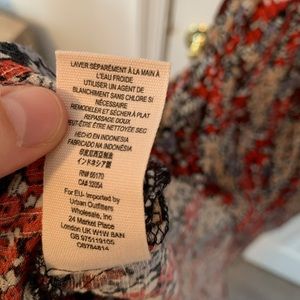 LAVER SÉPARÉMENT À LA MAIN À
L'EAU FROIDE
UTILISER UN AGENT DE
BLANCHIMENT SANS CHLORE SI
NÉCESSAIRE
REMODELER ET SÉCHER À PLAT
REPASSAGE DOUX
PEUT-ÊTRE NETTOYÉE SEC
HECHO EN INDONESIA
FABRICADO NA INDONÉSIA
インドネシア製
RN# 66170
CA# 32054
For EU- Imported by
Urban Outfitters
Wholesale, Inc
24 Market Place
London UK W1W 8AN
GB 975119105
OB784814